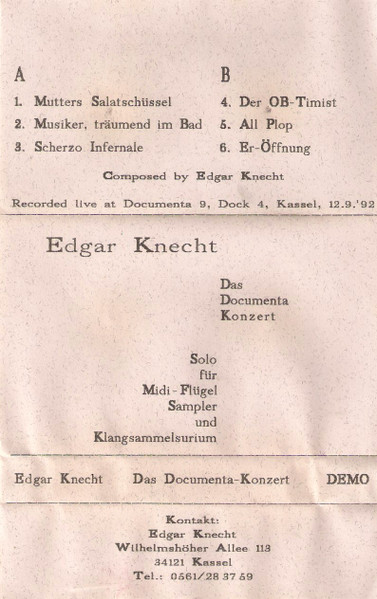 A
1. Mutters Salatschüssel
2. Musiker, träumend im Bad
3. Scherzo Infernale
B
4. Der OB-Timist
5. All Plop
6. Er-Öffnung
Composed by Edgar Knecht
Recorded live at Documenta 9, Dock 4, Kassel, 12.9.'92
Edgar Knecht
Das
Documenta
Konzert
Solo
für
Midi-Flügel
Sampler
und
Klangsammelsurium
Edgar Knecht Das Documenta-Konzert DEMO
Kontakt:
Edgar Knecht
Wilhelmshöher Allee 113
34121 Kassel
Tel.: 0561/28 37 59